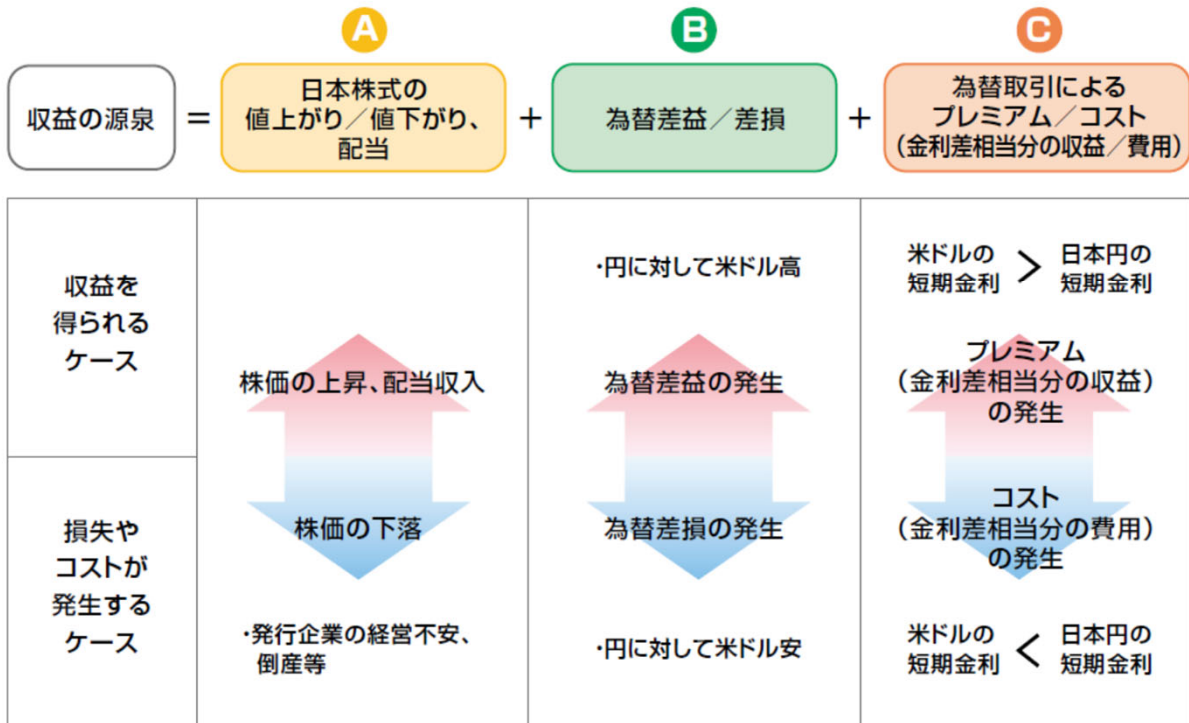 A
B
C
収益の源泉
=
日本株式の
値上がり／値下がり、
配当
+
為替差益／差損
+
為替取引による
プレミアム／コスト
(金利差相当分の収益／費用)
収益を
得られる
ケース
株価の上昇、配当収入
・円に対して米ドル高
為替差益の発生
米ドルの
短期金利
>
日本円の
短期金利
プレミアム
(金利差相当分の収益)
の発生
損失や
コストが
発生する
ケース
株価の下落
・発行企業の経営不安、
倒産等
為替差損の発生
・円に対して米ドル安
コスト
(金利差相当分の費用)
の発生
米ドルの
短期金利
<
日本円の
短期金利